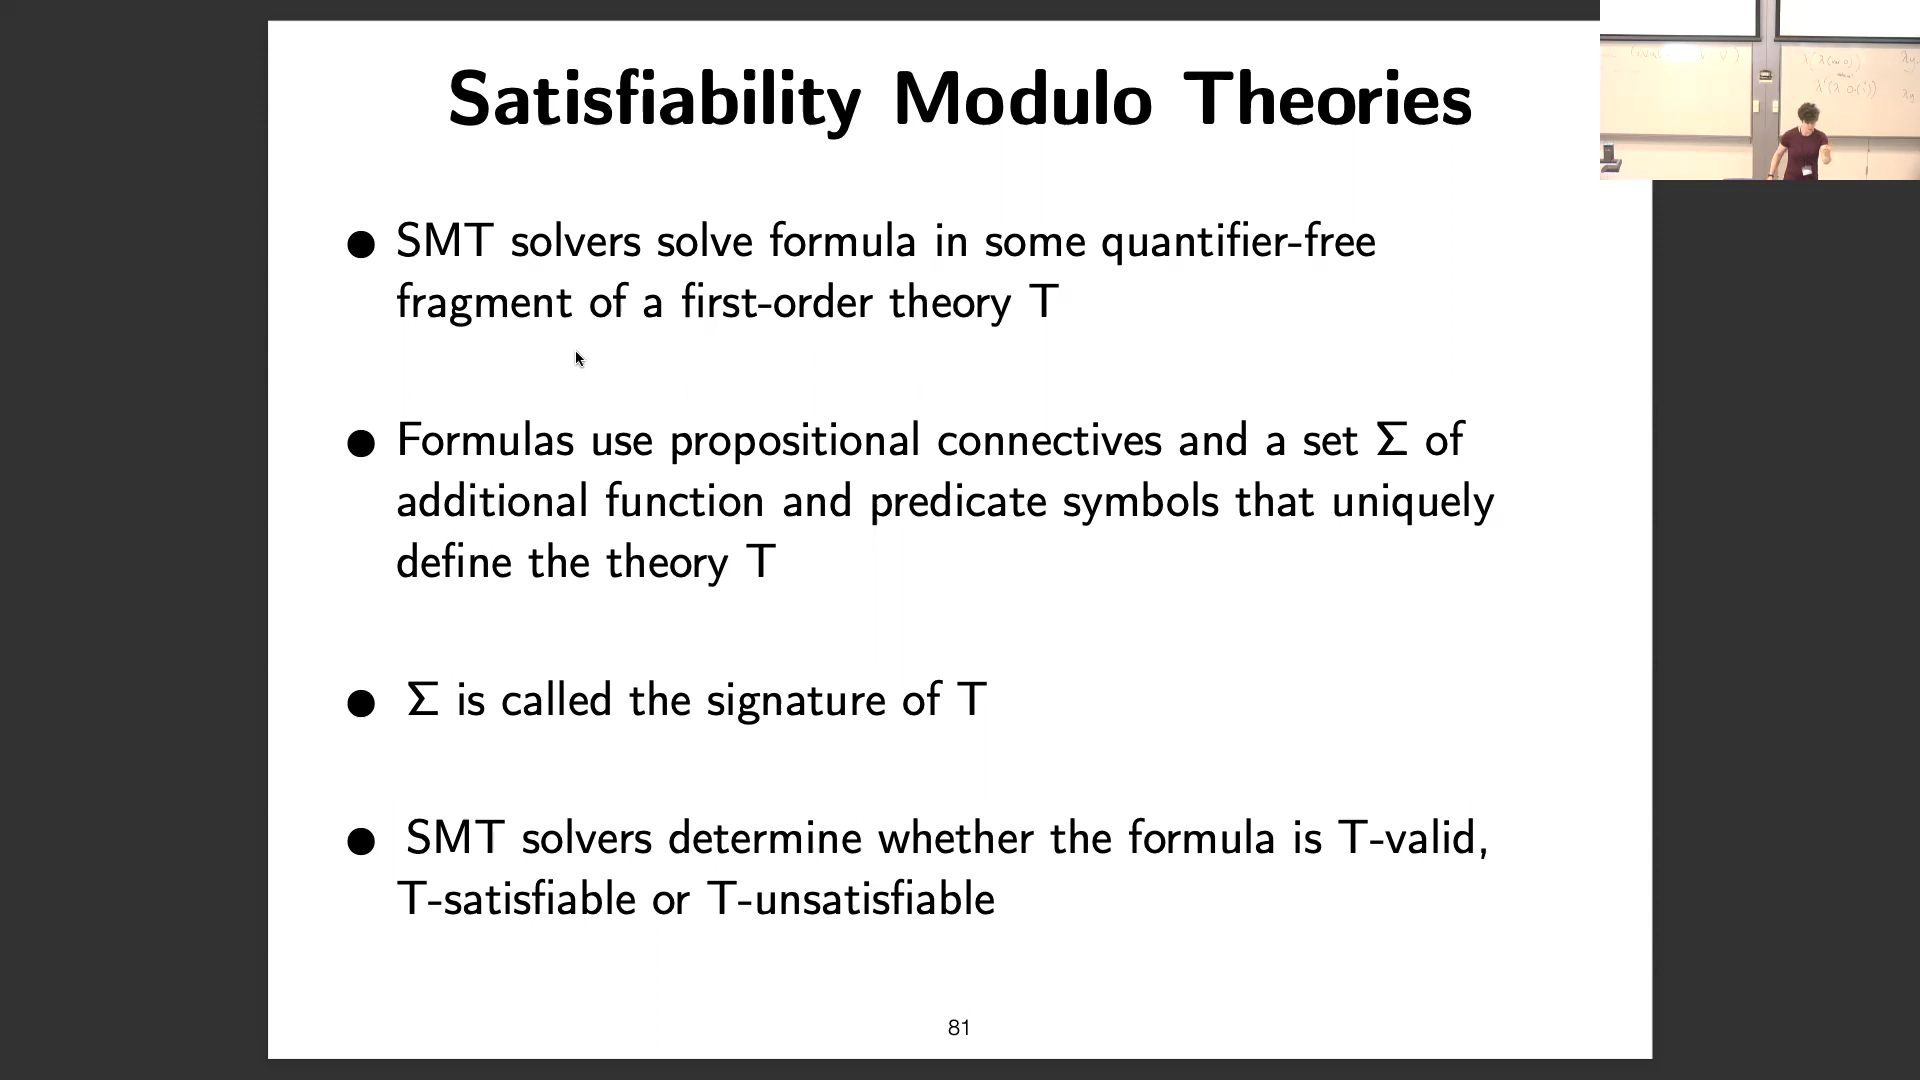 Satisfiability Modulo Theories
● SMT solvers solve formula in some quantifier-free
fragment of a first-order theory T
● Formulas use propositional connectives and a set Σ of
additional function and predicate symbols that uniquely
define the theory T
● Σ is called the signature of T
● SMT solvers determine whether the formula is T-valid,
T-satisfiable or T-unsatisfiable
81